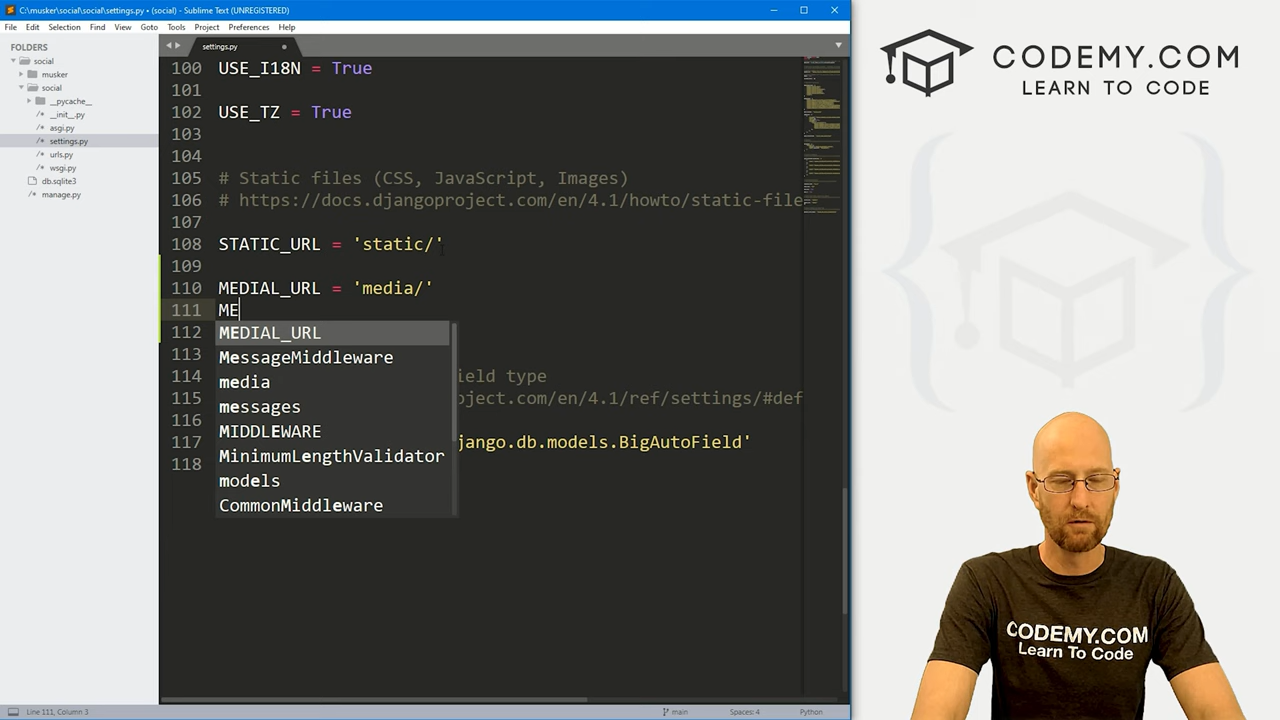 C:\musker\social\social\settings.py • (social) - Sublime Text (UNREGISTERED)
File Edit Selection Find View Goto Tools Project Preferences Help
FOLDERS
social
musker
social
__pycache__
__init__.py
asgi.py
settings.py
urls.py
wsgi.py
db.sqlite3
manage.py
settings.py
100 USE_I18N = True
101
102 USE_TZ = True
103
104
105 # Static files (CSS, JavaScript, Images)
106 # https://docs.djangoproject.com/en/4.1/howto/static-file
107
108 STATIC_URL = 'static/'
109
110 MEDIAL_URL = 'media/'
111 ME
112
113
114 ield type
115 oject.com/en/4.1/ref/settings/#def
116
117 jango.db.models.BigAutoField'
118
MEDIAL_URL
MessageMiddleware
media
messages
MIDDLEWARE
MinimumLengthValidator
models
CommonMiddleware
Line 111, Column 3
main
Spaces: 4
Python
CODEMY.COM
LEARN TO CODE
CODEMY.COM
Learn To Code